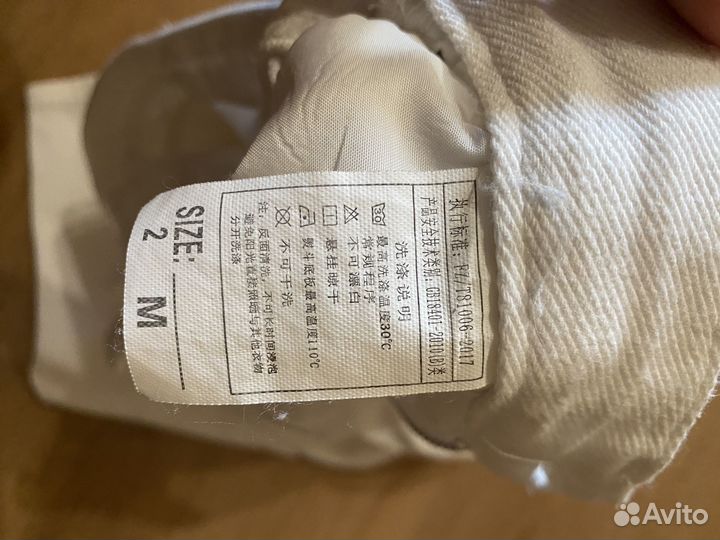 执行标准：FZ/T81006-2017
产品安全技术类别：GB18401-2010(B)类
洗涤说明
最高洗涤温度30℃
常规程序
不可漂白
悬挂晾干
熨斗底板最高温度110℃
不可干洗
注：反面清洗，不可长时间浸泡
避免阳光直接照晒与其他衣物
分开洗涤
SIZE:
2
M
Avito